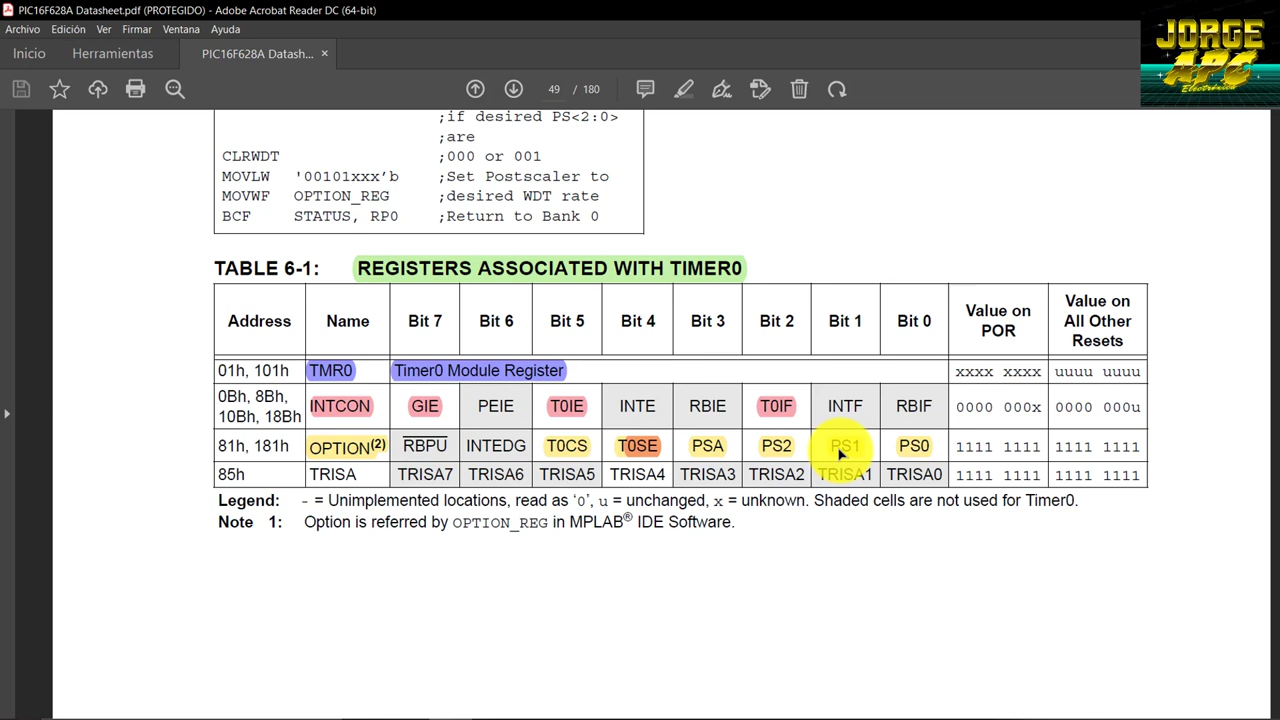 PIC16F628A Datasheet.pdf (PROTEGIDO) - Adobe Acrobat Reader DC (64-bit)
Archivo Edición Ver Firmar Ventana Ayuda
Inicio Herramientas PIC16F628A Datash... ×
49 / 180
JORGE
APC
Electrónica
;if desired PS<2:0>
;are
CLRWDT ;000 or 001
MOVLW '00101xxx’b ;Set Postscaler to
MOVWF OPTION_REG ;desired WDT rate
BCF STATUS, RP0 ;Return to Bank 0
TABLE 6-1: REGISTERS ASSOCIATED WITH TIMER0
Address Name Bit 7 Bit 6 Bit 5 Bit 4 Bit 3 Bit 2 Bit 1 Bit 0 Value on POR Value on All Other Resets
01h, 101h TMR0 Timer0 Module Register xxxx xxxx uuuu uuuu
0Bh, 8Bh, 10Bh, 18Bh INTCON GIE PEIE T0IE INTE RBIE T0IF INTF RBIF 0000 000x 0000 000u
81h, 181h OPTION(2) RBPU INTEDG T0CS T0SE PSA PS2 PS1 PS0 1111 1111 1111 1111
85h TRISA TRISA7 TRISA6 TRISA5 TRISA4 TRISA3 TRISA2 TRISA1 TRISA0 1111 1111 1111 1111
Legend: - = Unimplemented locations, read as ‘0’, u = unchanged, x = unknown. Shaded cells are not used for Timer0.
Note 1: Option is referred by OPTION_REG in MPLAB® IDE Software.